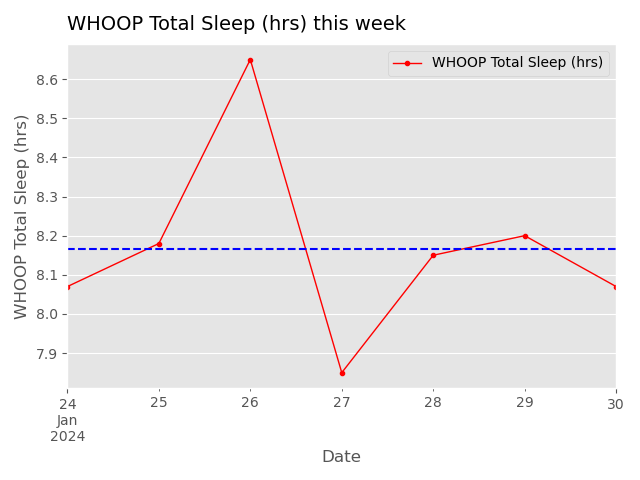 WHOOP Total Sleep (hrs) this week
WHOOP Total Sleep (hrs)
WHOOP Total Sleep (hrs)
8.6
8.5
8.4
8.3
8.2
8.1
8.0
7.9
24 25 26 27 28 29 30
Jan
2024
Date